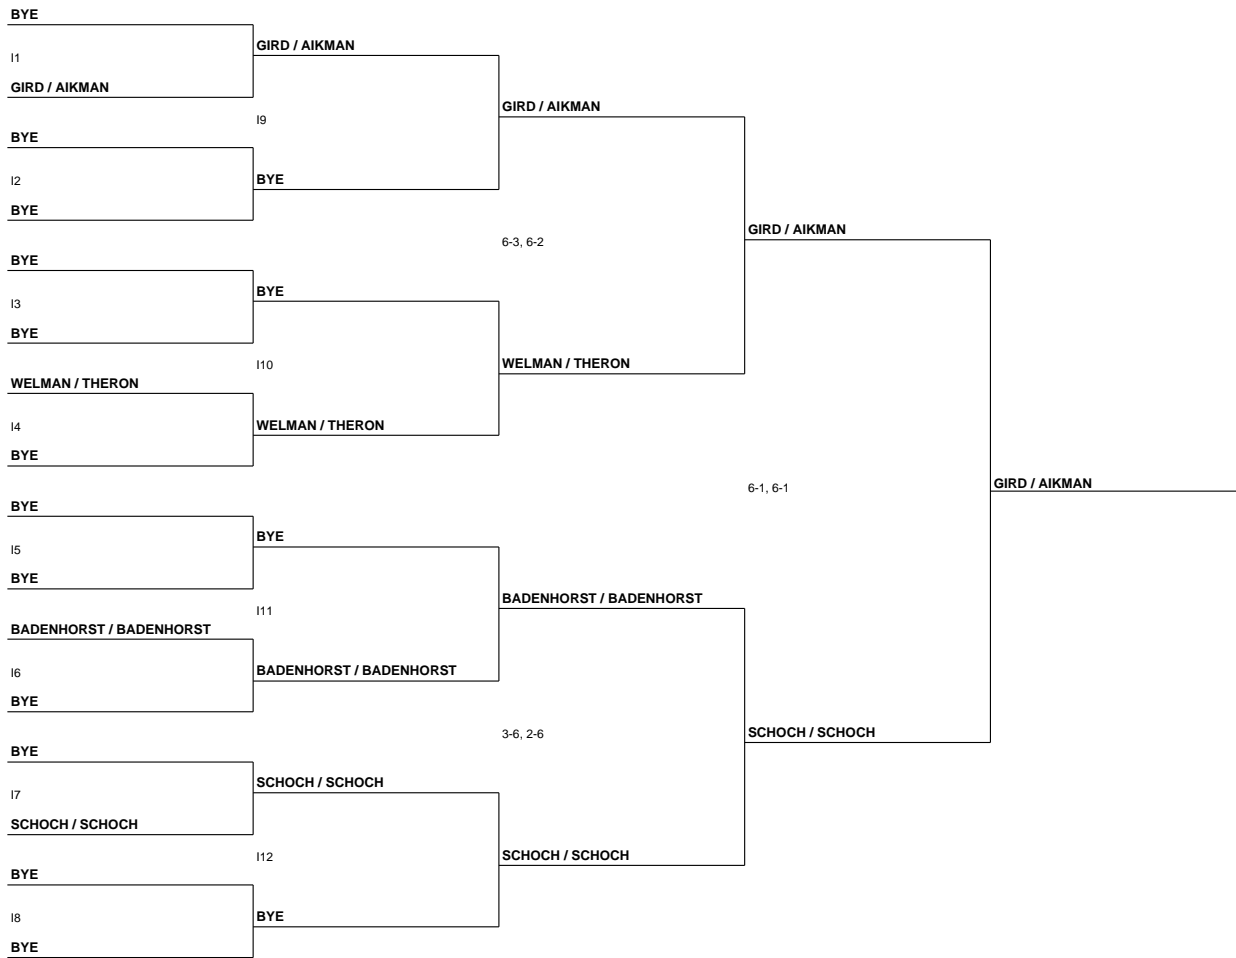 BYE
I1
GIRD / AIKMAN
BYE
I2
BYE
BYE
I3
BYE
WELMAN / THERON
I4
BYE
BYE
I5
BYE
BADENHORST / BADENHORST
I6
BYE
BYE
I7
SCHOCH / SCHOCH
BYE
I8
BYE
GIRD / AIKMAN
I9
BYE
BYE
I10
WELMAN / THERON
BYE
I11
BADENHORST / BADENHORST
SCHOCH / SCHOCH
I12
BYE
GIRD / AIKMAN
6-3, 6-2
WELMAN / THERON
BADENHORST / BADENHORST
3-6, 2-6
SCHOCH / SCHOCH
GIRD / AIKMAN
6-1, 6-1
SCHOCH / SCHOCH
GIRD / AIKMAN